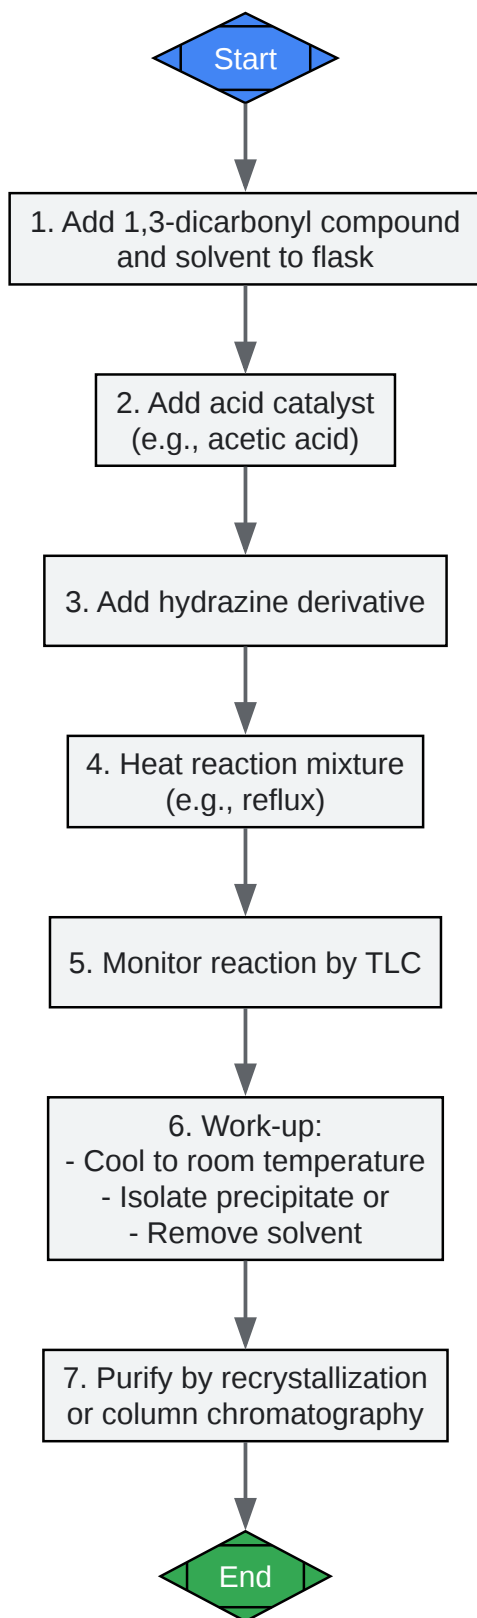 Start
1. Add 1,3-dicarbonyl compound
and solvent to flask
2. Add acid catalyst
(e.g., acetic acid)
3. Add hydrazine derivative
4. Heat reaction mixture
(e.g., reflux)
5. Monitor reaction by TLC
6. Work-up:
- Cool to room temperature
- Isolate precipitate or
- Remove solvent
7. Purify by recrystallization
or column chromatography
End